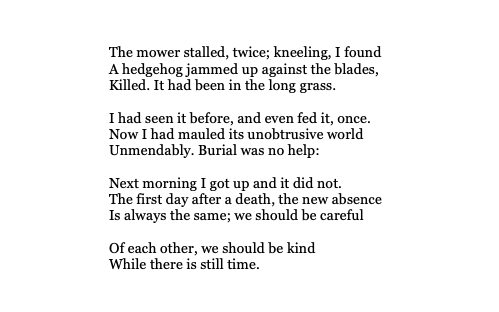 The mower stalled, twice; kneeling, I found
A hedgehog jammed up against the blades,
Killed. It had been in the long grass.

I had seen it before, and even fed it, once.
Now I had mauled its unobtrusive world
Unmendably. Burial was no help:

Next morning I got up and it did not.
The first day after a death, the new absence
Is always the same; we should be careful

Of each other, we should be kind
While there is still time.